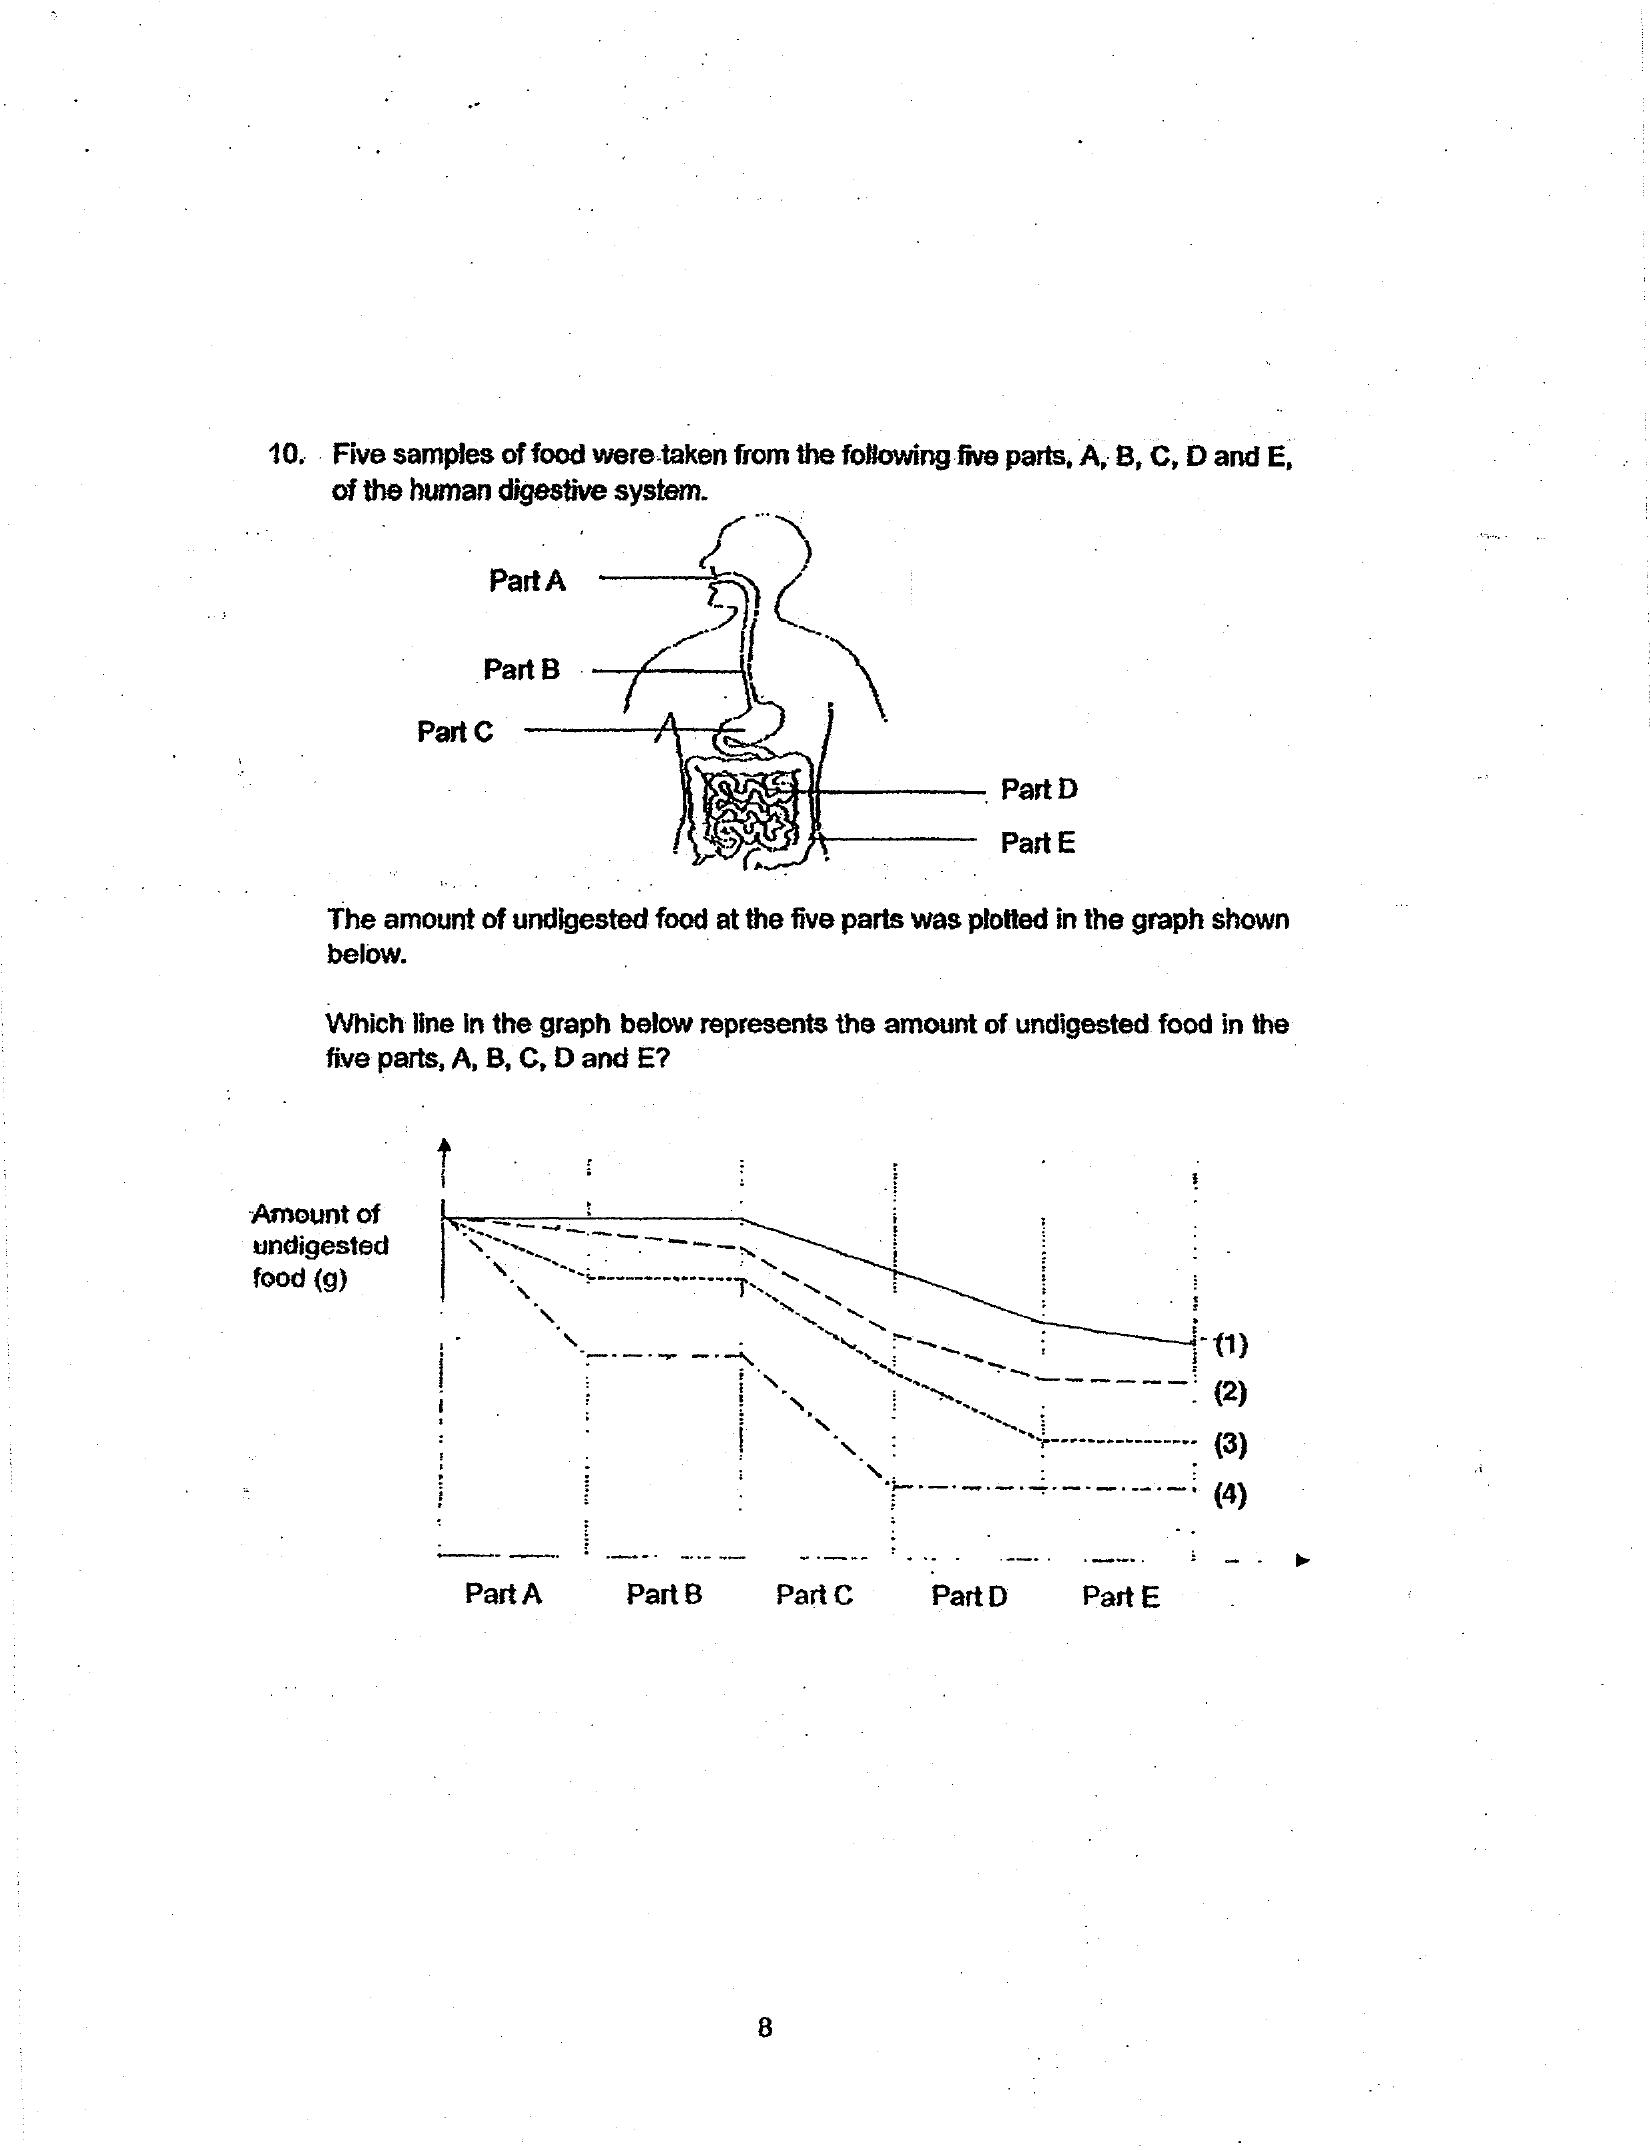 10. Five samples of food were taken from the following five parts, A, B, C, D and E,
of the human digestive system.
Part A
Part B
Part C
Part D
Part E
The amount of undigested food at the five parts was plotted in the graph shown
below.
Which line in the graph below represents the amount of undigested food in the
five parts, A, B, C, D and E?
Amount of
undigested
food (g)
(1)
(2)
(3)
(4)
Part A Part B Part C Part D Part E
8